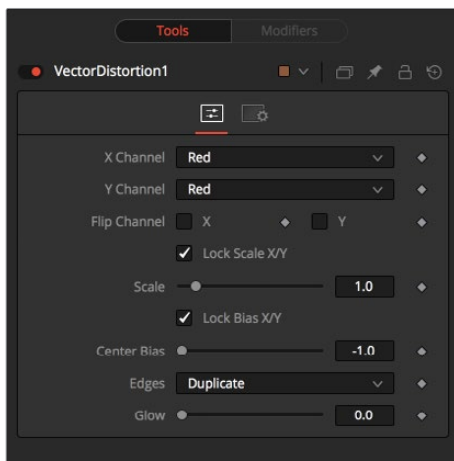 Tools Modifiers
VectorDistortion1
X Channel Red
Y Channel Red
Flip Channel X Y
Lock Scale X/Y
Scale 1.0
Lock Bias X/Y
Center Bias -1.0
Edges Duplicate
Glow 0.0